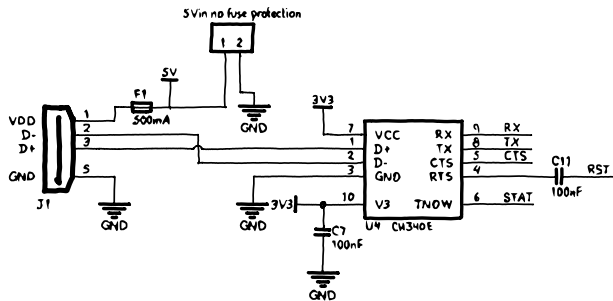 5Vin no fuse protection
1 2
5V
F1
500mA
GND
3V3
VDD 1
D- 2
D+ 3
GND 5
J1
GND
7 VCC RX 9 RX
1 D+ TX 8 TX
2 D- CTS 5 CTS
3 GND RTS 4
C11
100nF
RST
3V3
10 V3 TNOW 6 STAT
U4 CH340E
C7
100nF
GND
GND